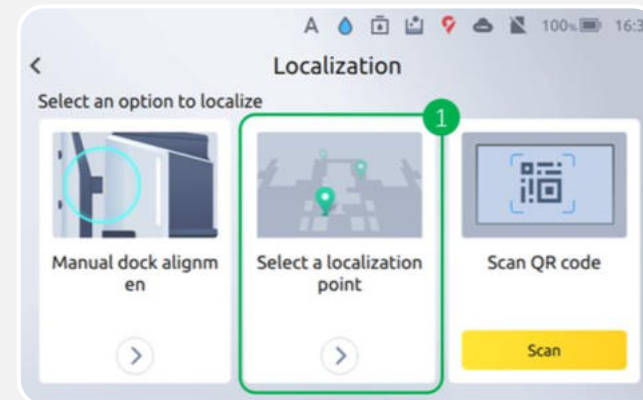 A 100% 16:3
Localization
Select an option to localize
1
Manual dock alignm
en
Select a localization
point
Scan QR code
Scan